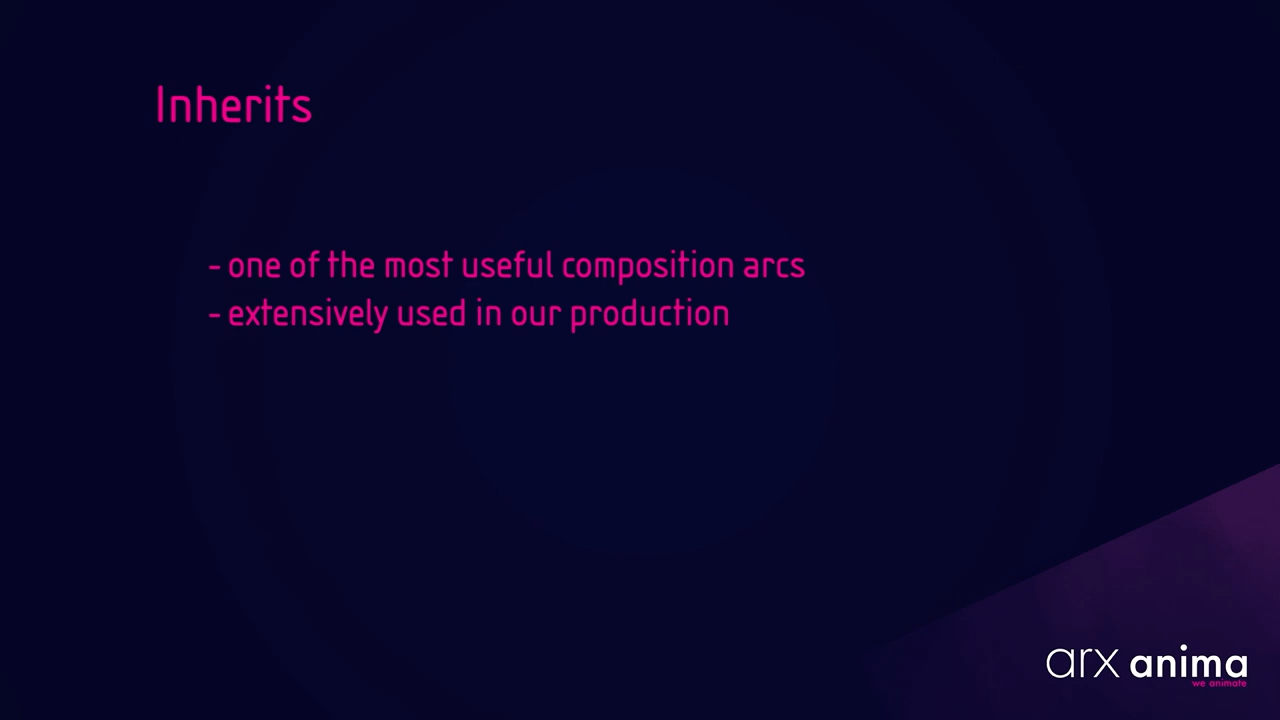 Inherits
- one of the most useful composition arcs
- extensively used in our production
arx anima
we animate